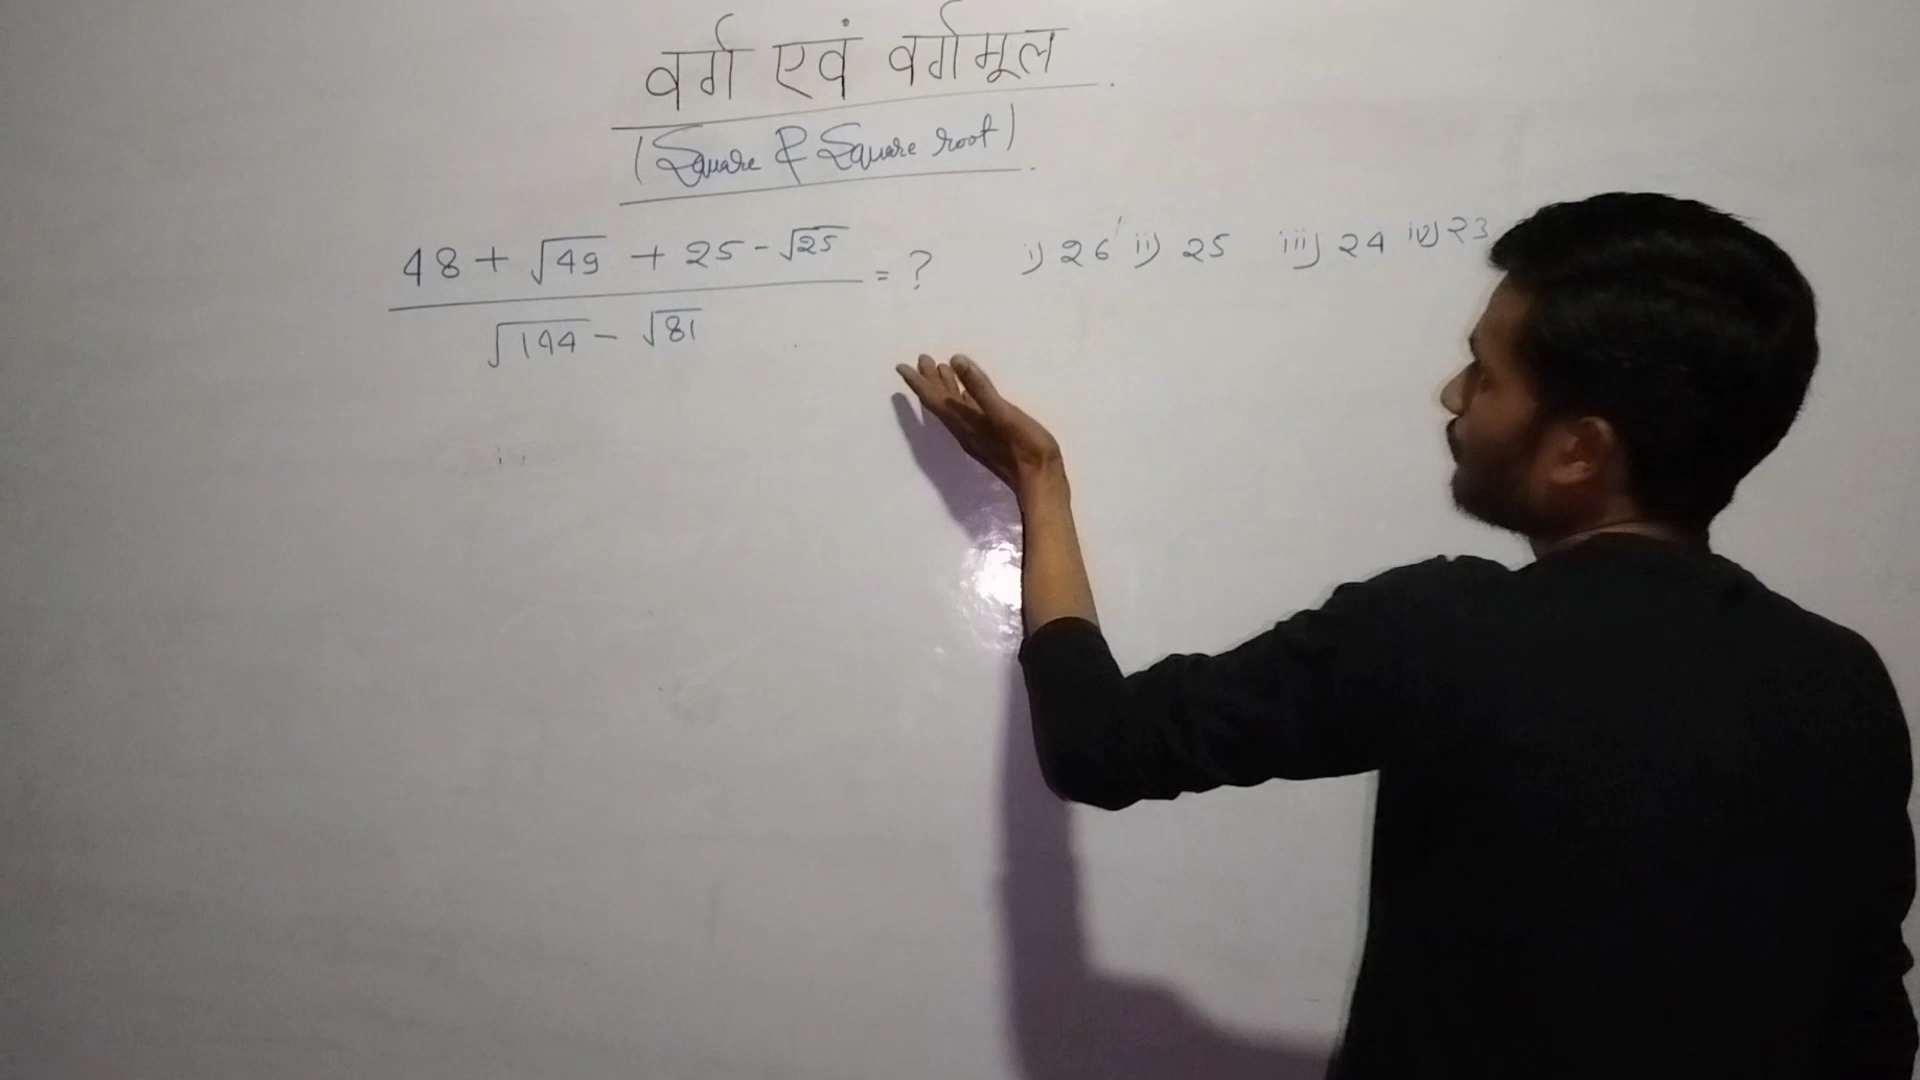 वर्ग एवं वर्गमूल
(Square & Square root)
48 + √49 + 25 - √25 / √144 - √81 = ? i) 26 ii) 25 iii) 24 iv) 23